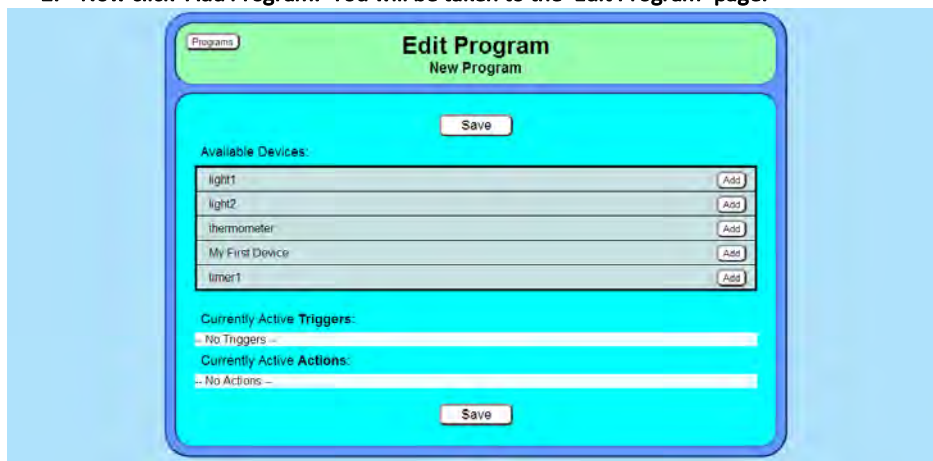 2. Now click 'Add Program.' You will be taken to the 'Edit Program' page.
Programs
Edit Program
New Program
Save
Available Devices:
light1 Add
light2 Add
thermometer Add
My First Device Add
timer1 Add
Currently Active Triggers:
-- No Triggers --
Currently Active Actions:
-- No Actions --
Save